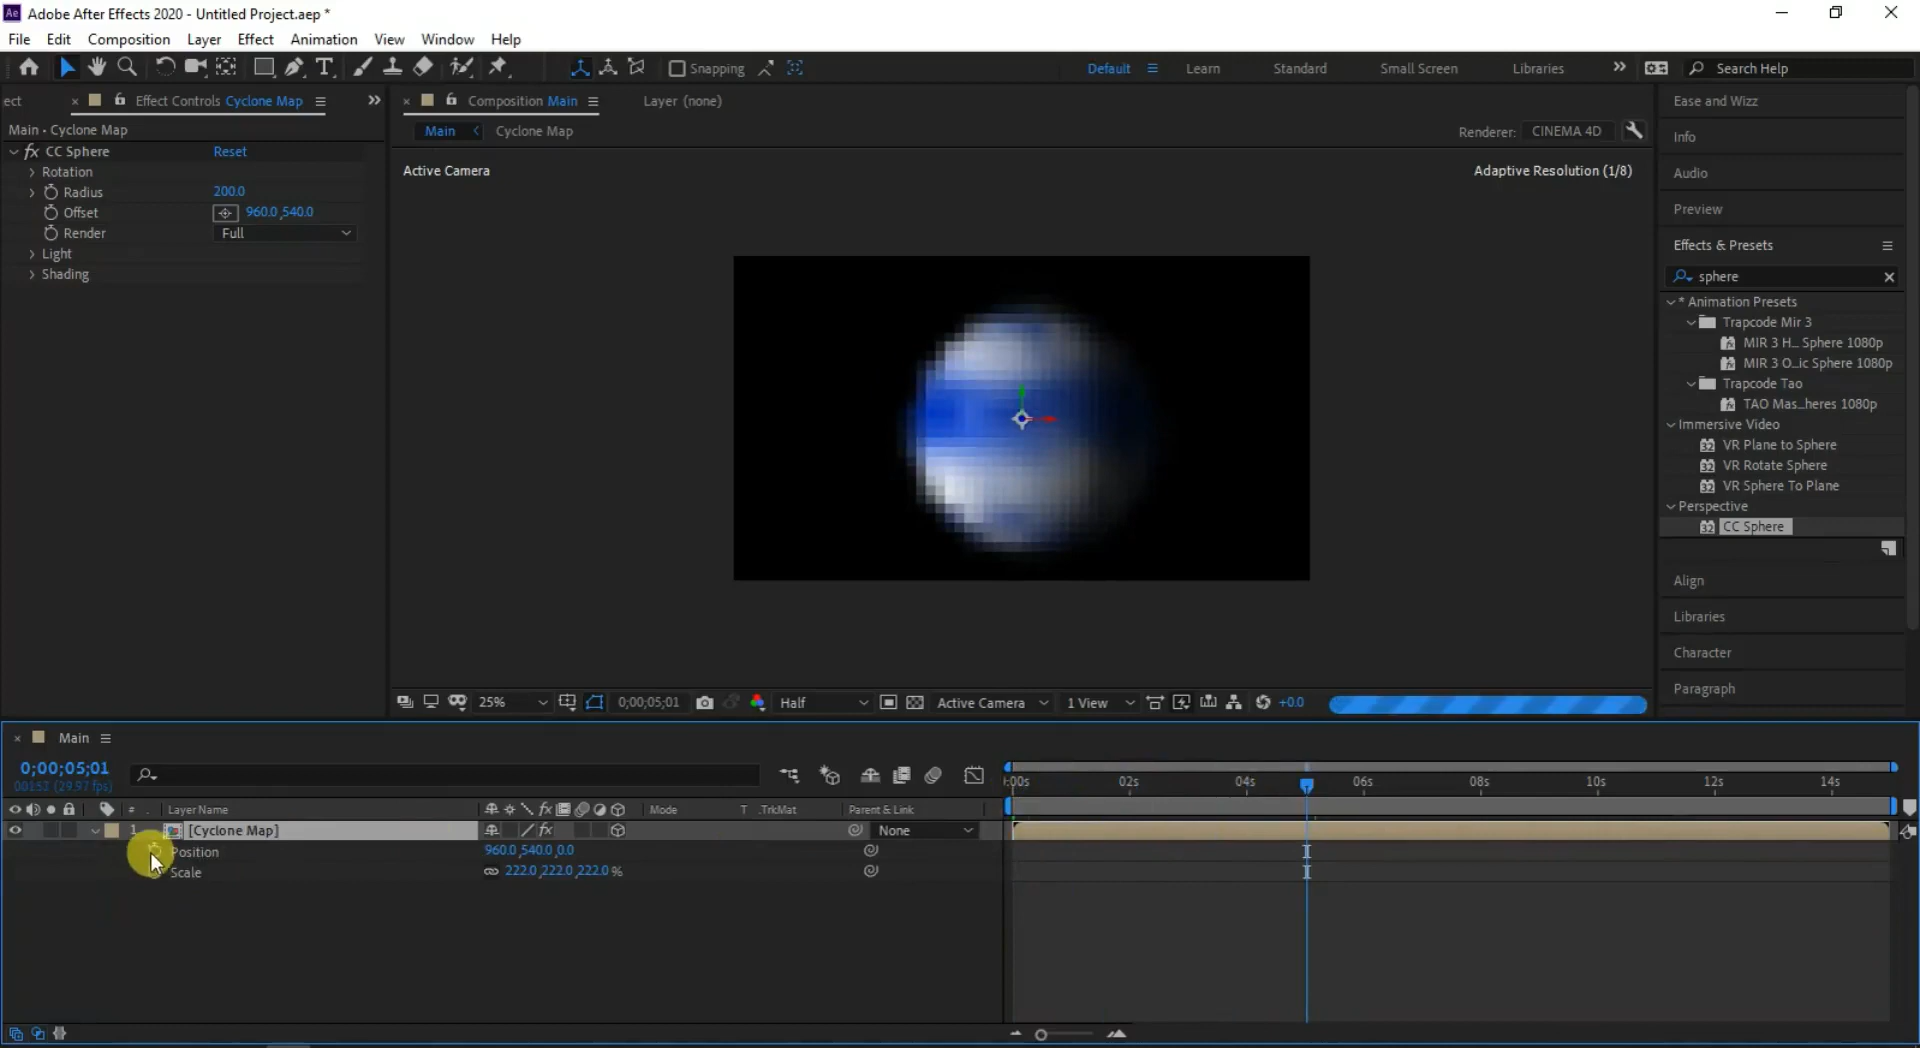 Ae Adobe After Effects 2020 - Untitled Project.aep *
File Edit Composition Layer Effect Animation View Window Help
Snapping Default Learn Standard Small Screen Libraries Search Help
ect Effect Controls Cyclone Map
Composition Main Layer (none)
Main • Cyclone Map
Main Cyclone Map
Renderer: CINEMA 4D
fx CC Sphere Reset
Rotation
Radius 200.0
Offset 960.0,540.0
Render Full
Light
Shading
Active Camera
Adaptive Resolution (1/8)
25% 0;00;05;01 Half Active Camera 1 View +0.0
Ease and Wizz
Info
Audio
Preview
Effects & Presets
sphere
* Animation Presets
Trapcode Mir 3
MIR 3 H... Sphere 1080p
MIR 3 O...ic Sphere 1080p
Trapcode Tao
TAO Mas...heres 1080p
Immersive Video
VR Plane to Sphere
VR Rotate Sphere
VR Sphere To Plane
Perspective
CC Sphere
Align
Libraries
Character
Paragraph
Main
0;00;05;01
00153 (29.97 fps)
:00s 02s 04s 06s 08s 10s 12s 14s
# Layer Name Mode T .TrkMat Parent & Link
1 [Cyclone Map] None
Position 960.0,540.0,0.0
Scale 222.0,222.0,222.0 %